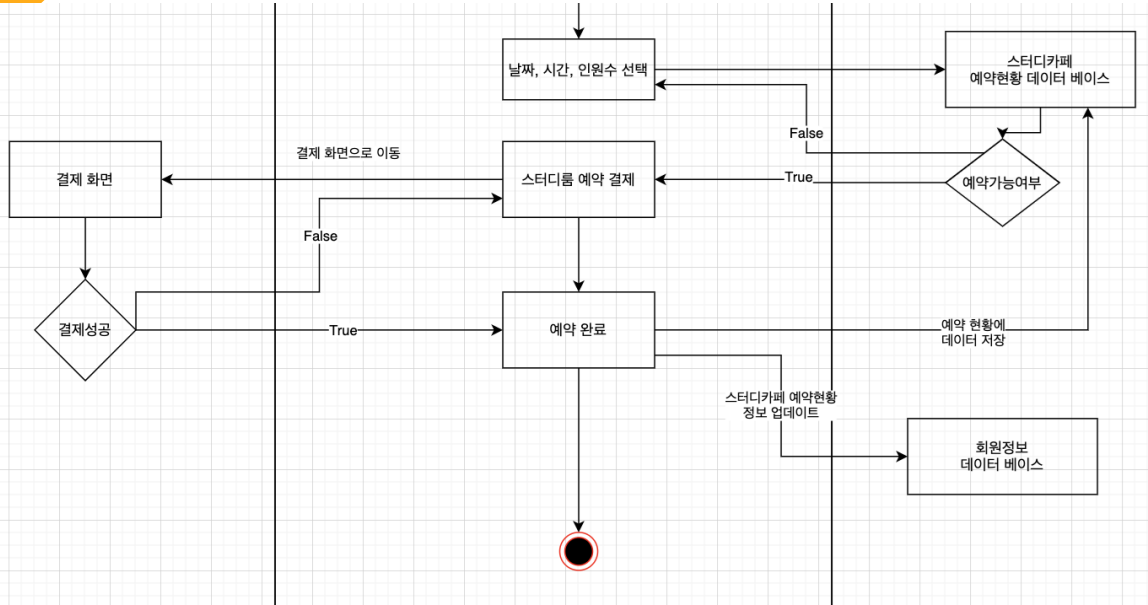 날짜, 시간, 인원수 선택
스터디카페
예약현황 데이터 베이스
False
결제 화면으로 이동
결제 화면
스터디룸 예약 결제
True
예약가능여부
False
결제성공
True
예약 완료
예약 현황에
데이터 저장
스터디카페 예약현황
정보 업데이트
회원정보
데이터 베이스